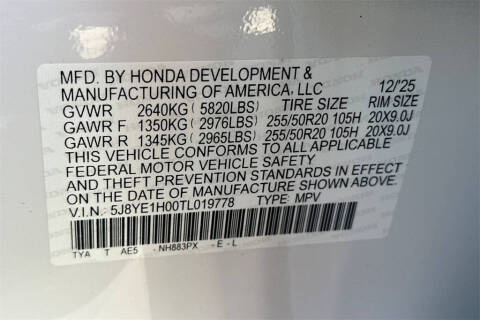 MFD. BY HONDA DEVELOPMENT &
MANUFACTURING OF AMERICA, LLC 12/25
GVWR 2640KG (5820LBS) TIRE SIZE RIM SIZE
GAWR F 1350KG (2976LBS) 255/50R20 105H 20X9.0J
GAWR R 1345KG (2965LBS) 255/50R20 105H 20X9.0J
THIS VEHICLE CONFORMS TO ALL APPLICABLE
FEDERAL MOTOR VEHICLE SAFETY
AND THEFT PREVENTION STANDARDS IN EFFECT
ON THE DATE OF MANUFACTURE SHOWN ABOVE.
V.I.N.: 5J8YE1H00TL019778 TYPE: MPV
TYA T AE5 - NH883PX - E - L